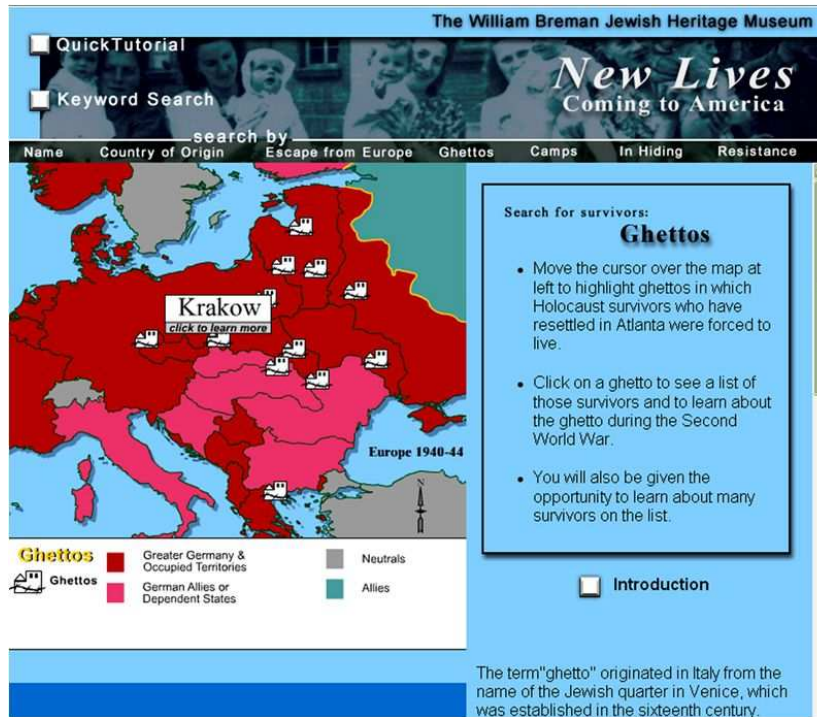 The William Breman Jewish Heritage Museum
QuickTutorial
Keyword Search
New Lives
Coming to America
search by
Name Country of Origin Escape from Europe Ghettos Camps In Hiding Resistance
Krakow
click to learn more
Europe 1940-44
N
Ghettos
Ghettos
Greater Germany &
Occupied Territories
German Allies or
Dependent States
Neutrals
Allies
Search for survivors:
Ghettos
• Move the cursor over the map at
left to highlight ghettos in which
Holocaust survivors who have
resettled in Atlanta were forced to
live.
• Click on a ghetto to see a list of
those survivors and to learn about
the ghetto during the Second
World War.
• You will also be given the
opportunity to learn about many
survivors on the list.
Introduction
The term"ghetto" originated in Italy from the
name of the Jewish quarter in Venice, which
was established in the sixteenth century.